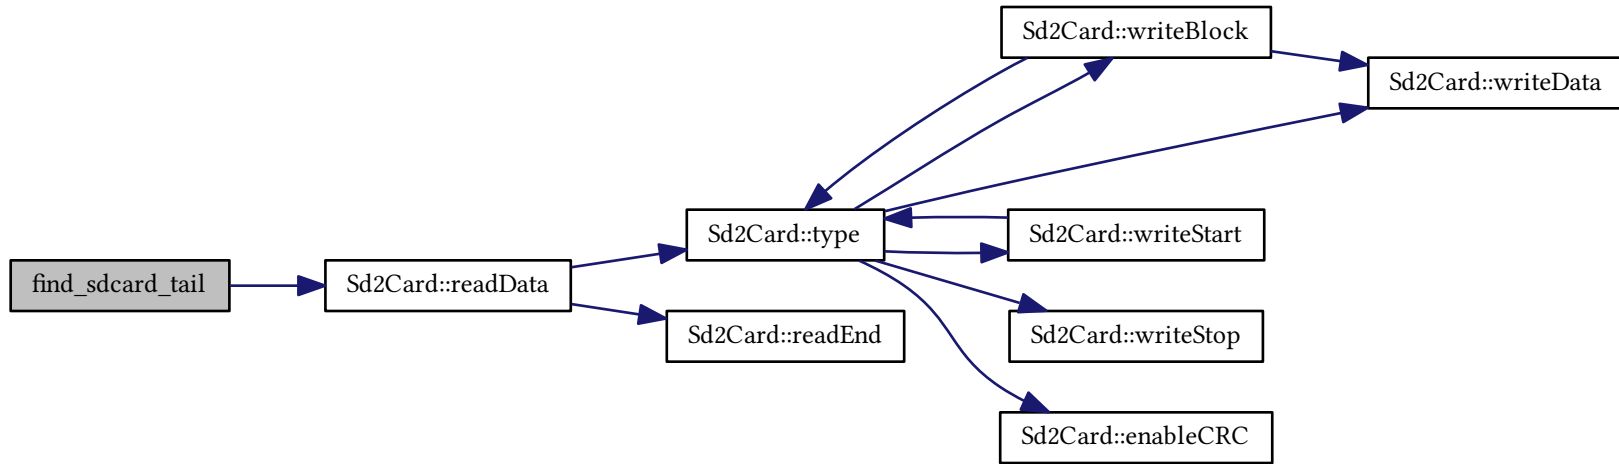 find_sdcard_tail
Sd2Card::readData
Sd2Card::type
Sd2Card::readEnd
Sd2Card::writeBlock
Sd2Card::writeData
Sd2Card::writeStart
Sd2Card::writeStop
Sd2Card::enableCRC